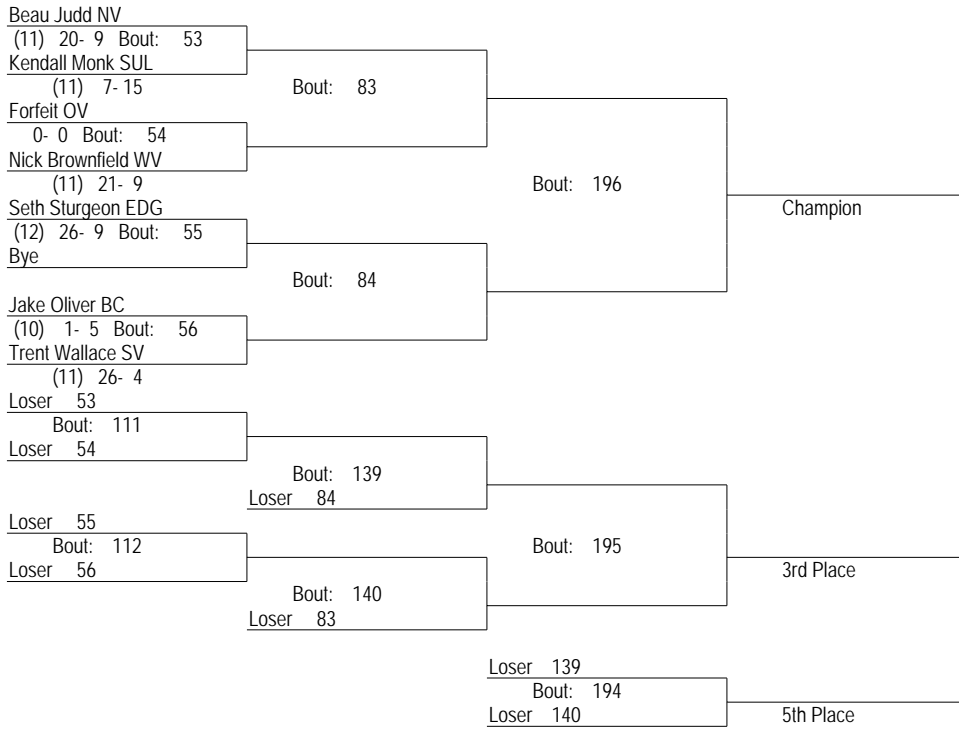 Beau Judd NV
(11) 20- 9 Bout: 53
Kendall Monk SUL
(11) 7- 15
Bout: 83
Forfeit OV
0- 0 Bout: 54
Nick Brownfield WV
(11) 21- 9
Bout: 196
Seth Sturgeon EDG
Champion
(12) 26- 9 Bout: 55
Bye
Bout: 84
Jake Oliver BC
(10) 1- 5 Bout: 56
Trent Wallace SV
(11) 26- 4
Loser 53
Bout: 111
Loser 54
Bout: 139
Loser 84
Loser 55
Bout: 112
Bout: 195
Loser 56
3rd Place
Bout: 140
Loser 83
Loser 139
Bout: 194
Loser 140
5th Place